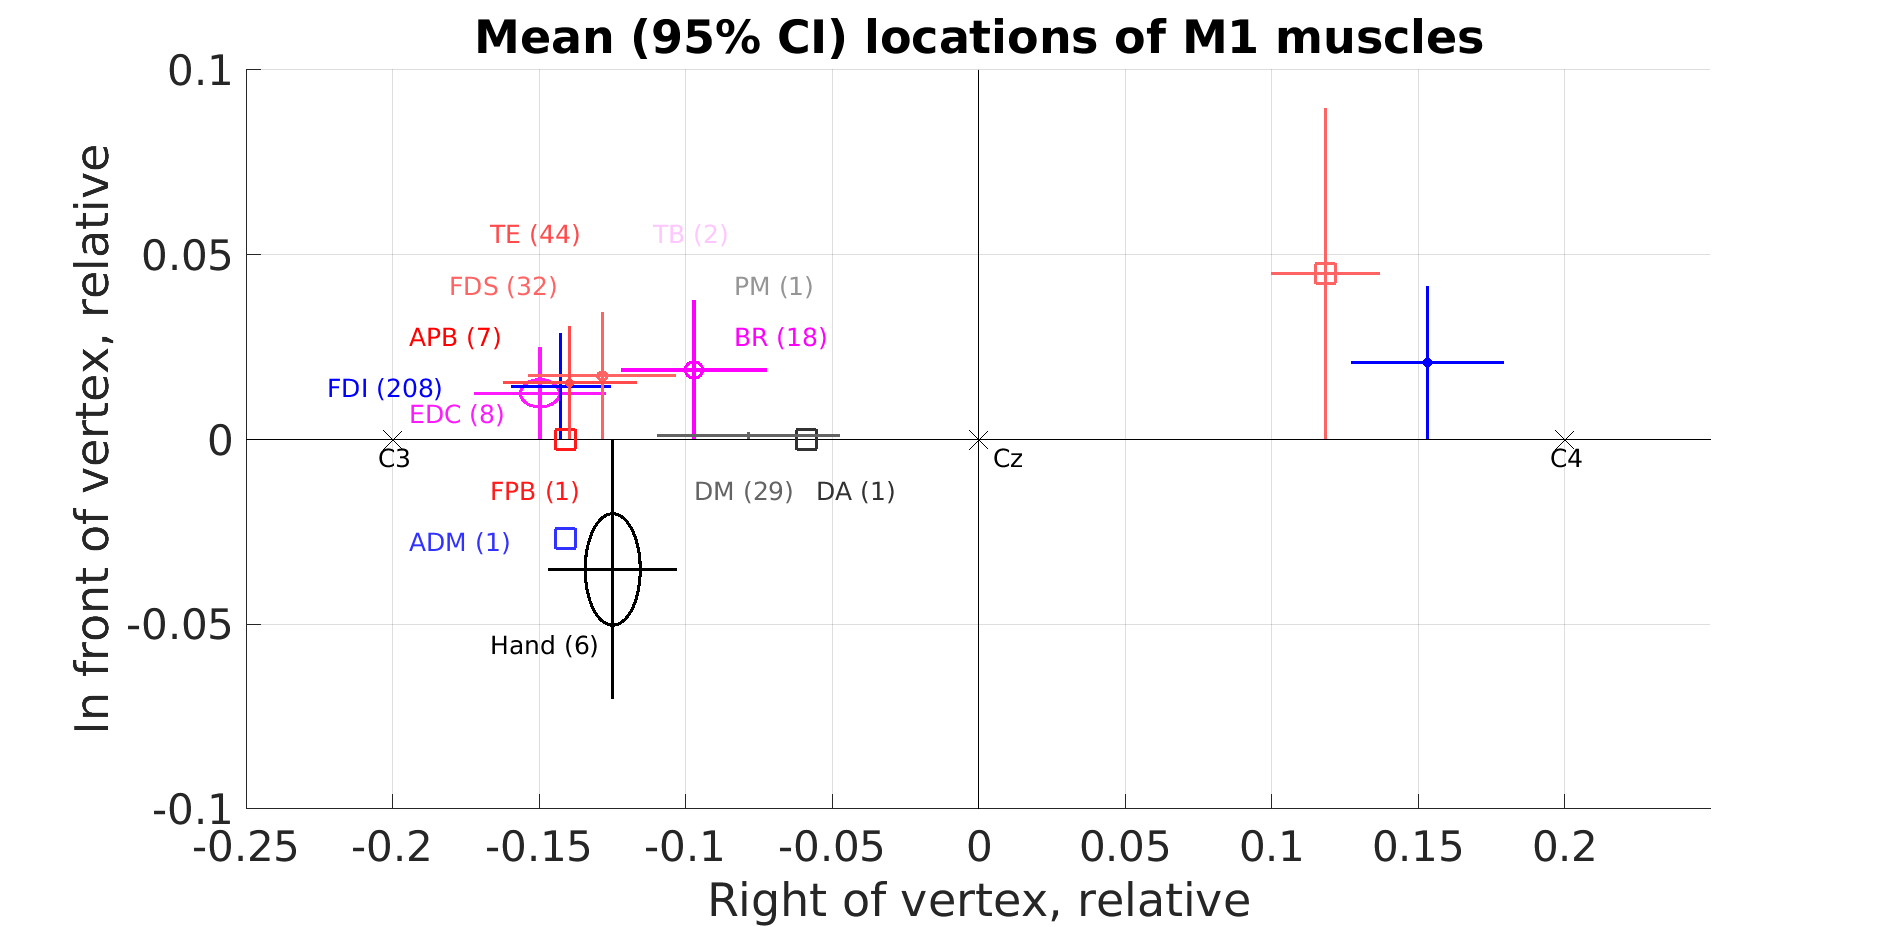 Mean (95% CI) locations of M1 muscles
In front of vertex, relative
0.1
0.05
0
-0.05
-0.1
TE (44)
TB (2)
FDS (32)
PM (1)
APB (7)
BR (18)
FDI (208)
EDC (8)
C3
Cz
C4
FPB (1)
DM (29)
DA (1)
ADM (1)
Hand (6)
-0.25
-0.2
-0.15
-0.1
-0.05
0
0.05
0.1
0.15
0.2
Right of vertex, relative